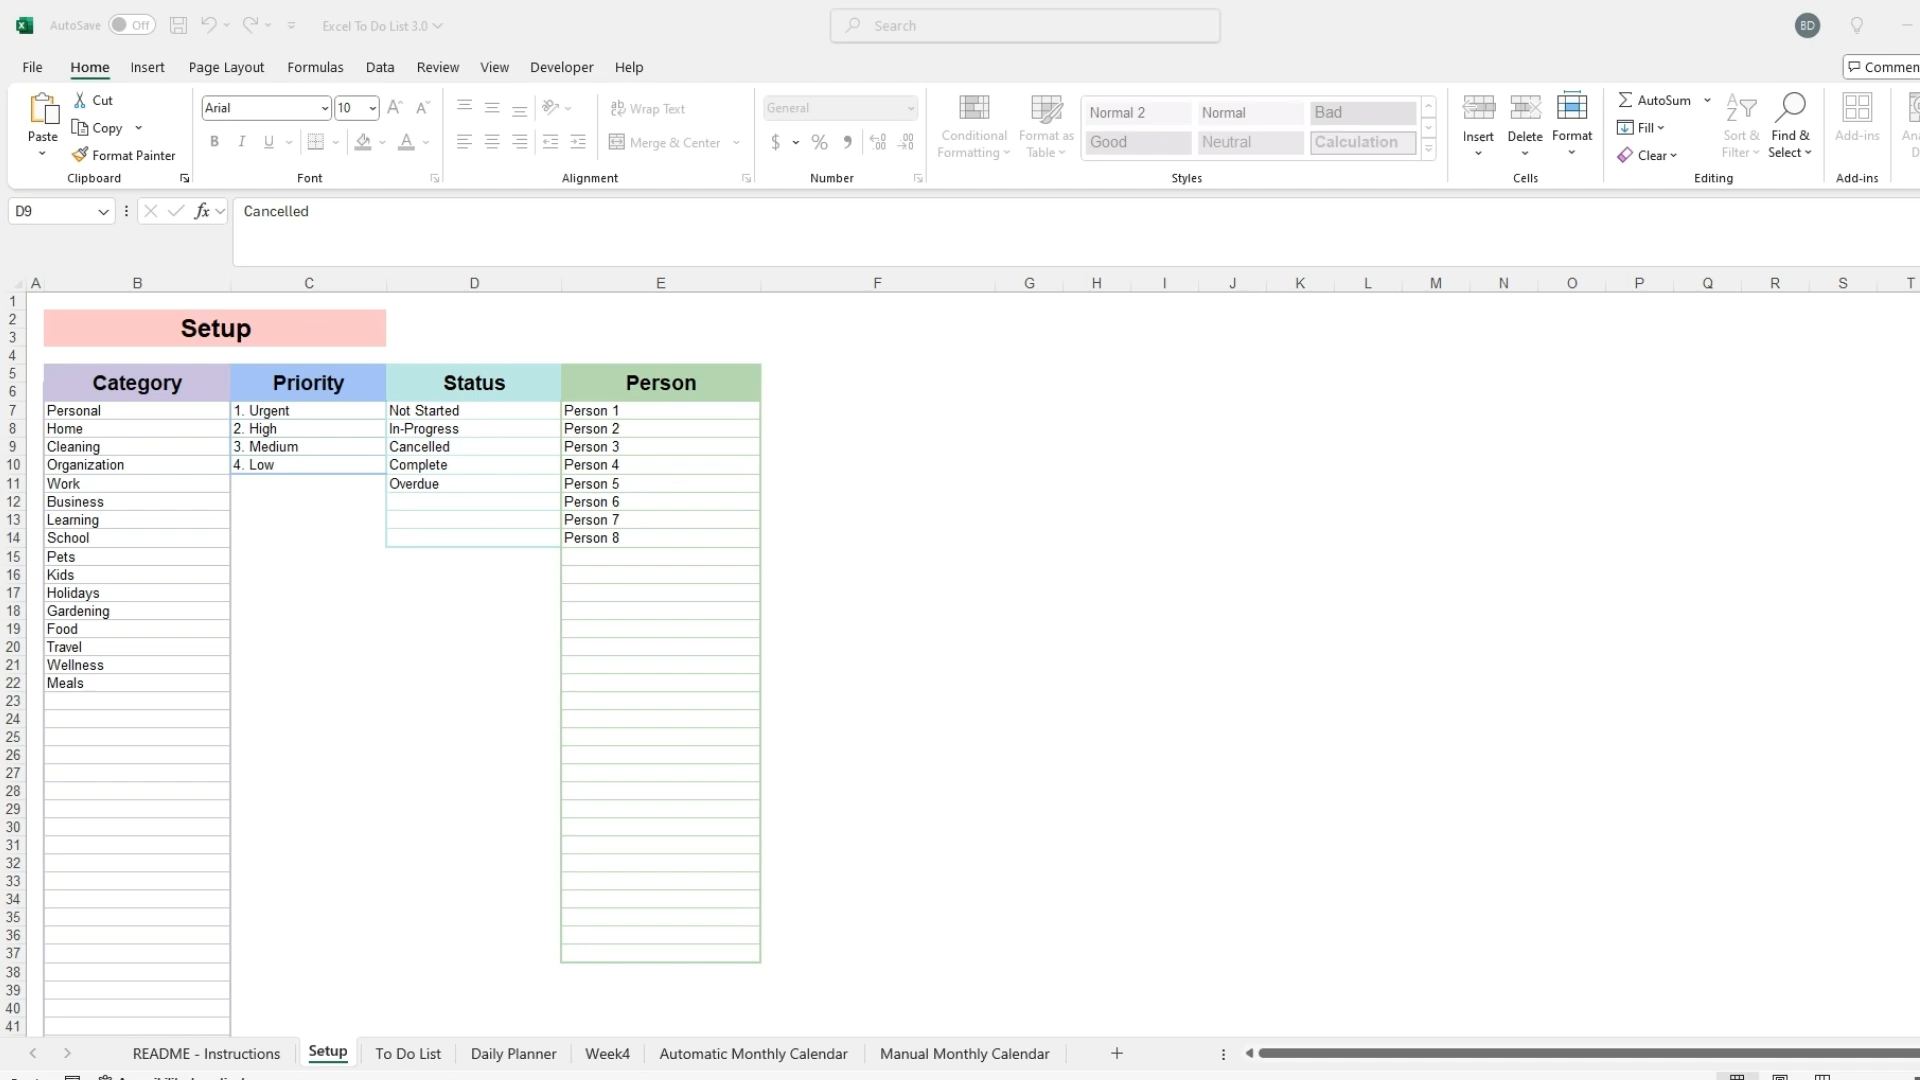 AutoSave Off Excel To Do List 3.0 Search BD
File Home Insert Page Layout Formulas Data Review View Developer Help
Paste Cut Copy Format Painter Clipboard
Arial 10 B I U A Font
Wrap Text Merge & Center Alignment
General $ % Number
Conditional Formatting Format as Table
Normal 2 Normal Bad
Good Neutral Calculation
Styles
Insert Delete Format Cells
AutoSum Fill Clear Sort & Filter Find & Select Editing
Add-ins Add-ins
D9 fx Cancelled
A B C D E F G H I J K L M N O P Q R S T
1
2 Setup
3
4
5 Category Priority Status Person
6
7 Personal 1. Urgent Not Started Person 1
8 Home 2. High In-Progress Person 2
9 Cleaning 3. Medium Cancelled Person 3
10 Organization 4. Low Complete Person 4
11 Work Overdue Person 5
12 Business Person 6
13 Learning Person 7
14 School Person 8
15 Pets
16 Kids
17 Holidays
18 Gardening
19 Food
20 Travel
21 Wellness
22 Meals
23
24
25
26
27
28
29
30
31
32
33
34
35
36
37
38
39
40
41
README - Instructions Setup To Do List Daily Planner Week4 Automatic Monthly Calendar Manual Monthly Calendar